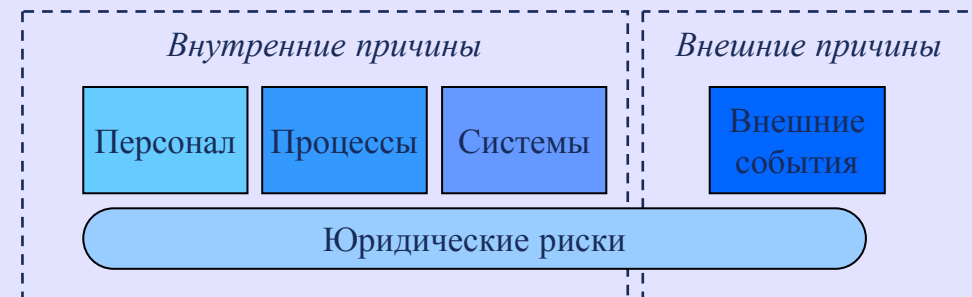 Внутренние причины
Внешние причины
Персонал
Процессы
Системы
Внешние
события
Юридические риски